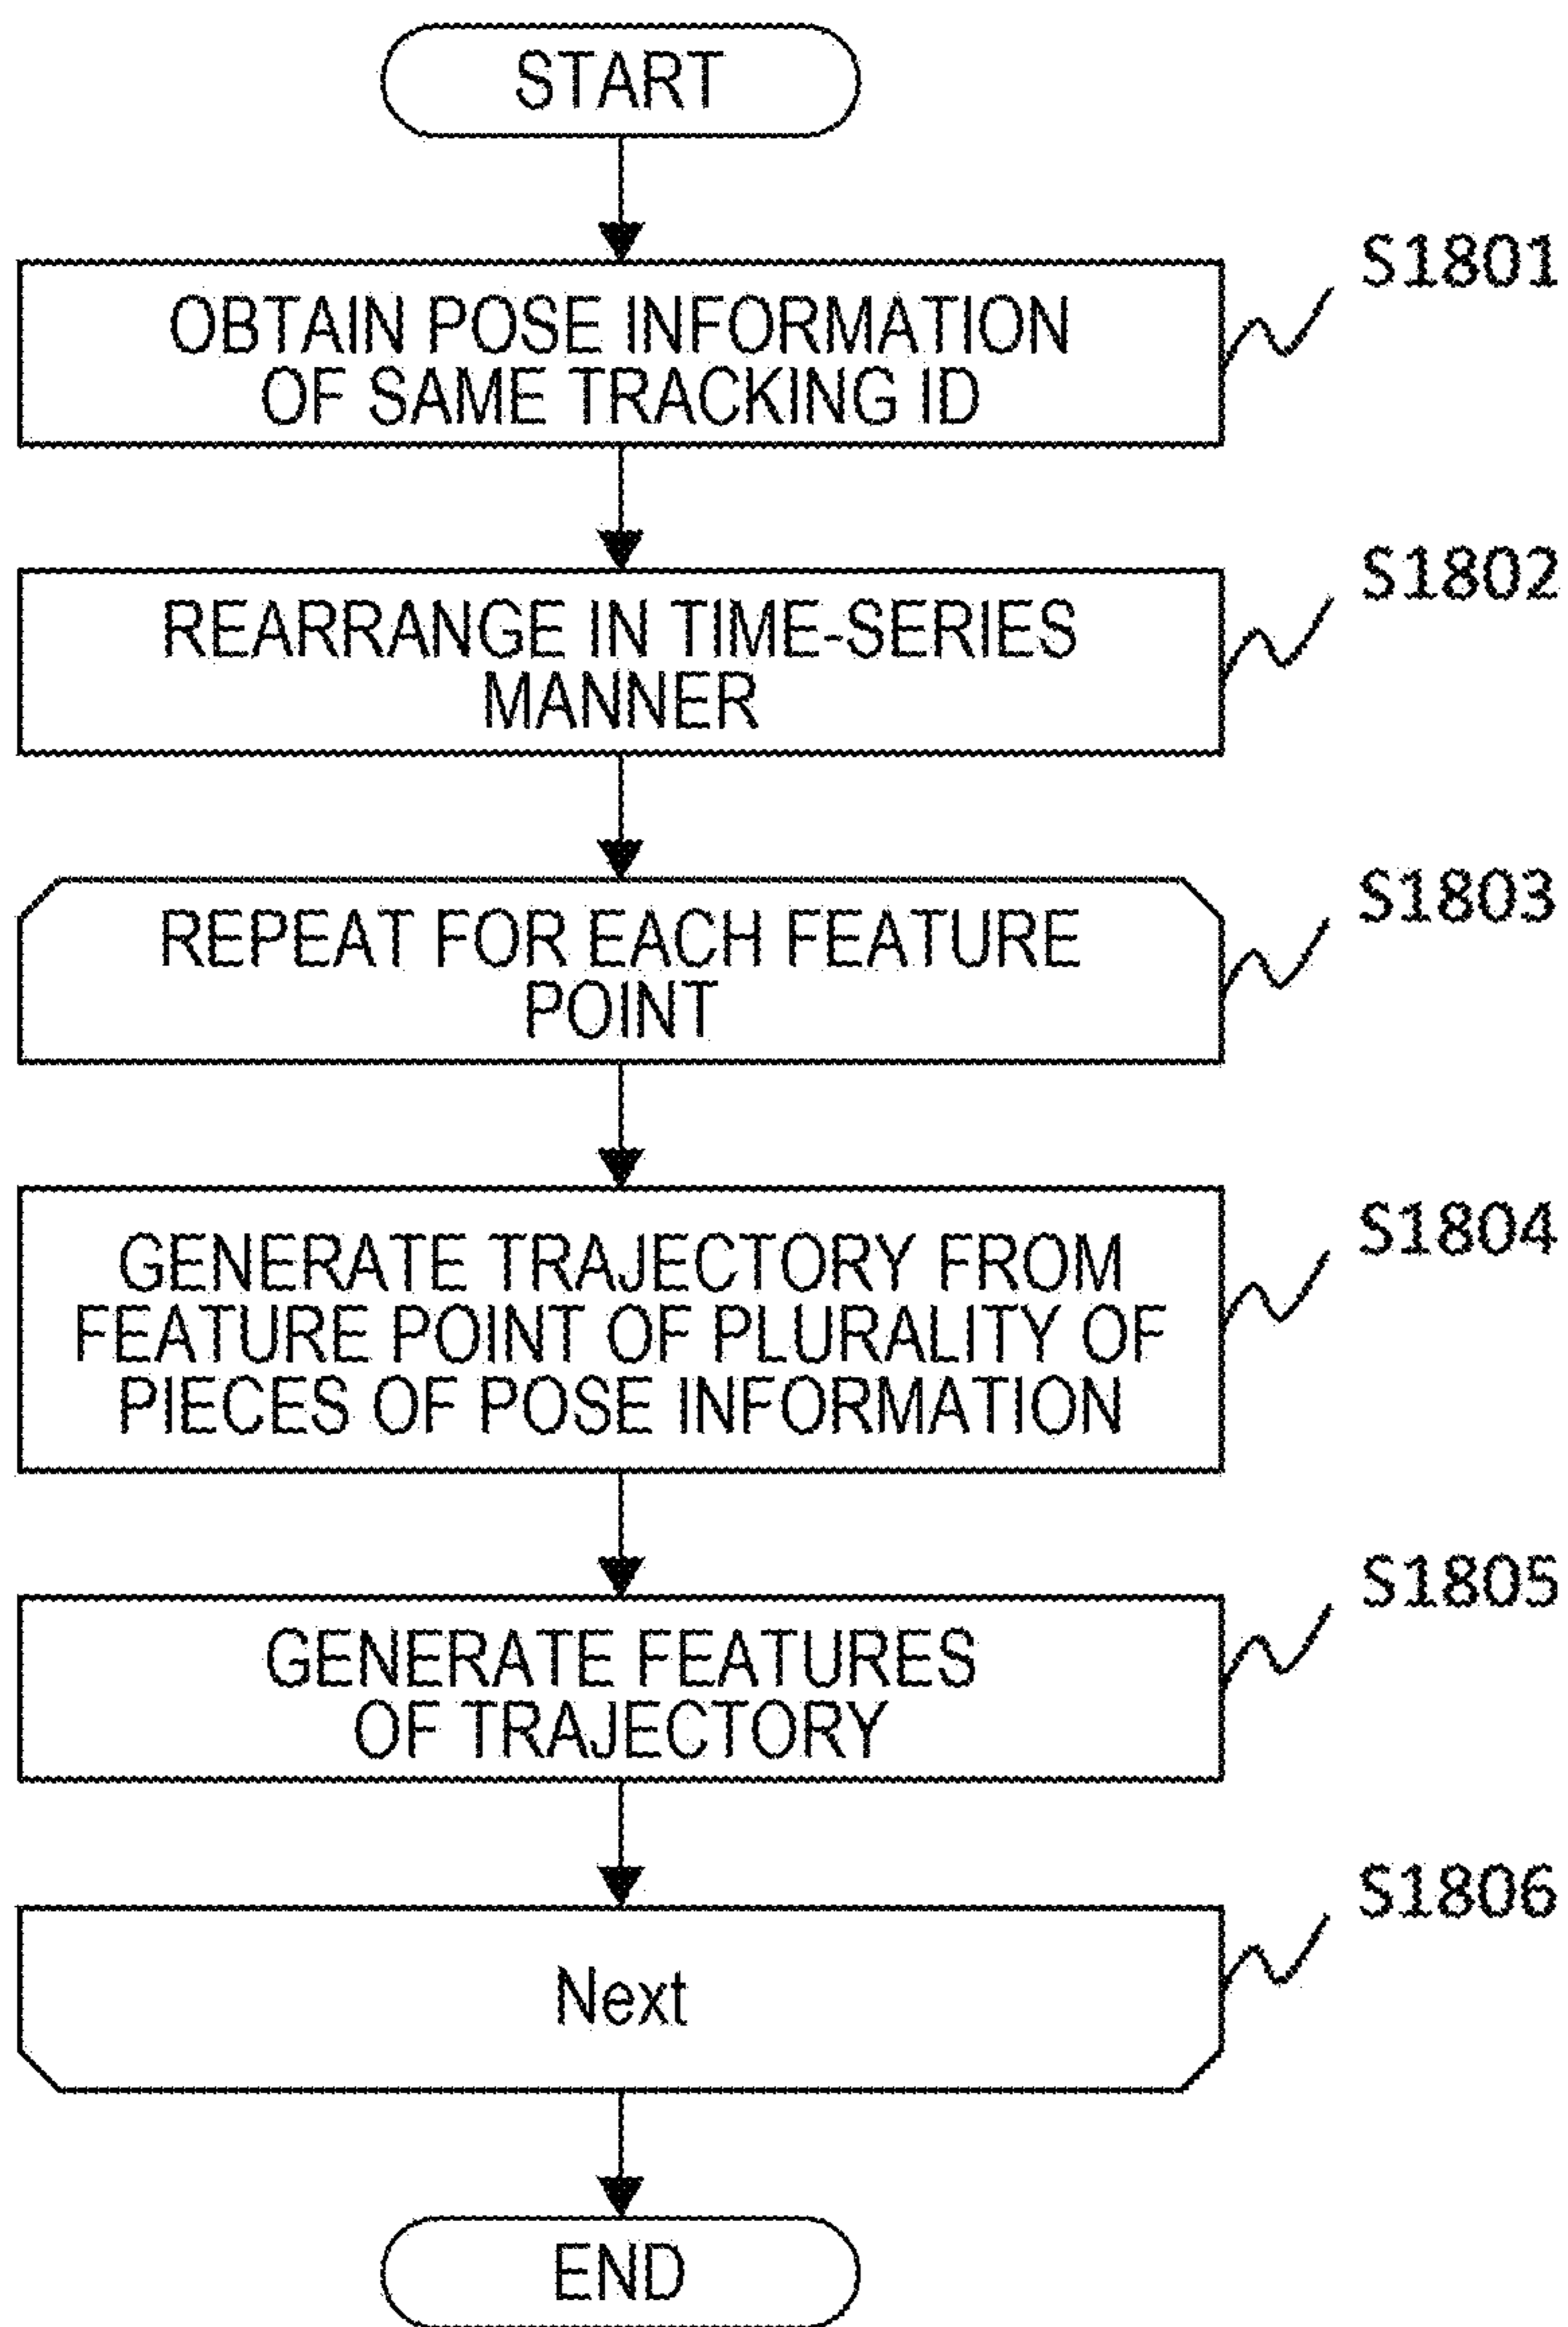 START
S1801
OBTAIN POSE INFORMATION
OF SAME TRACKING ID
S1802
REARRANGE IN TIME-SERIES
MANNER
S1803
REPEAT FOR EACH FEATURE
POINT
S1804
GENERATE TRAJECTORY FROM
FEATURE POINT OF PLURALITY OF
PIECES OF POSE INFORMATION
S1805
GENERATE FEATURES
OF TRAJECTORY
S1806
Next
END